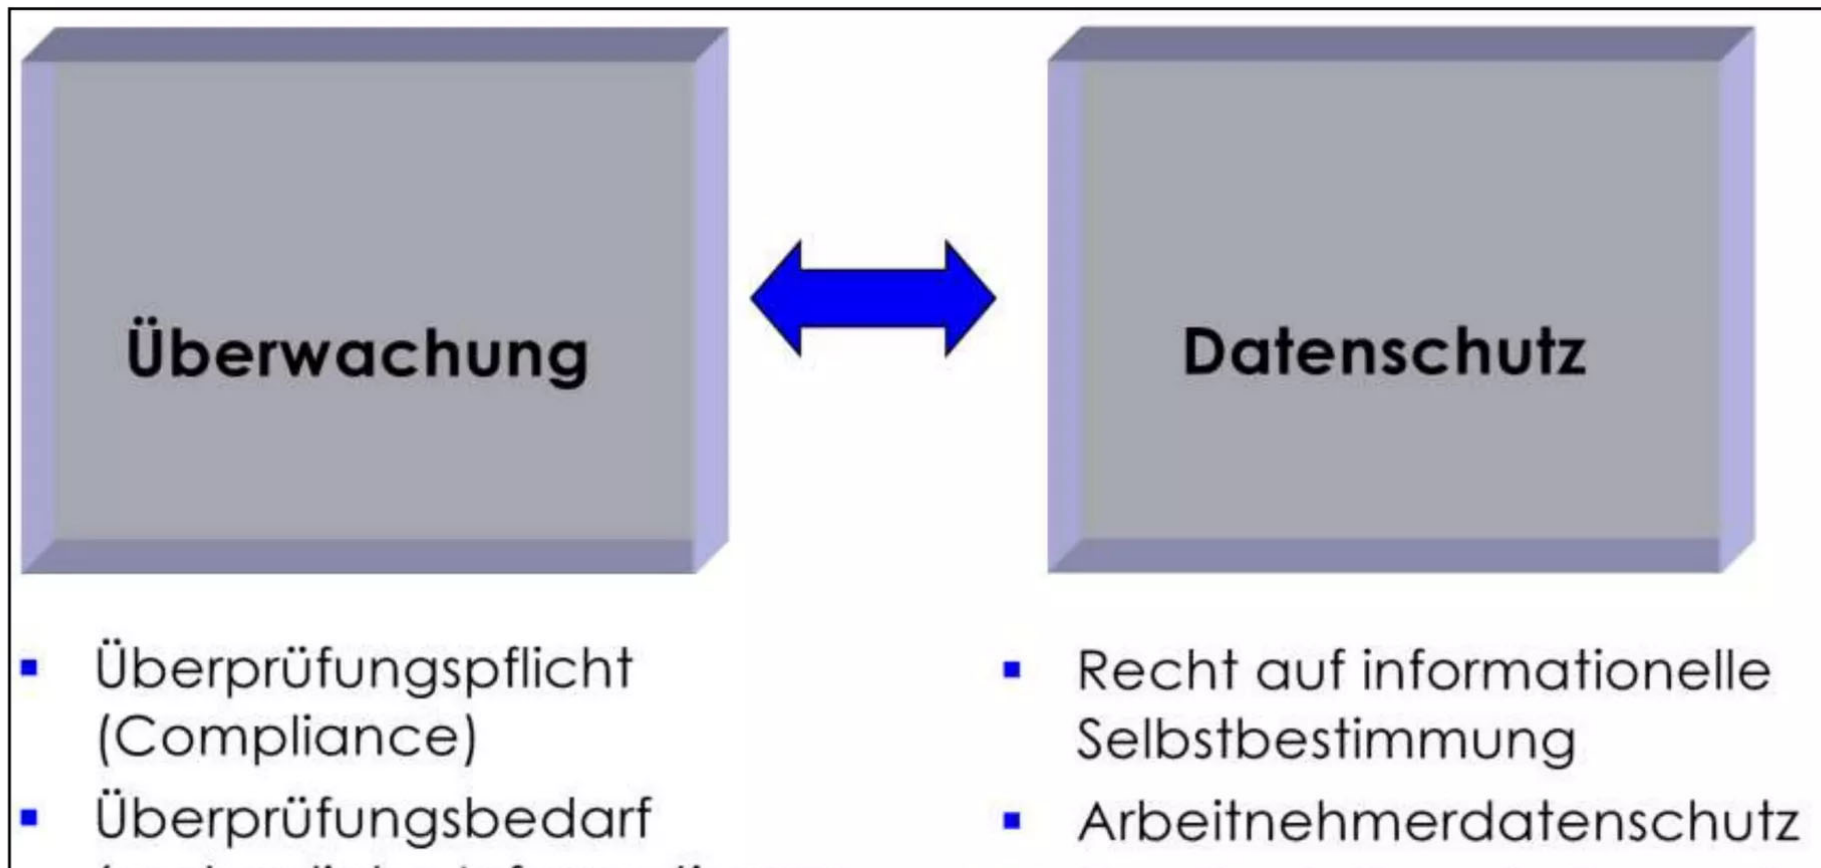 Überwachung
Datenschutz
Überprüfungspflicht
(Compliance)
Überprüfungsbedarf
Recht auf informationelle
Selbstbestimmung
Arbeitnehmerdatenschutz